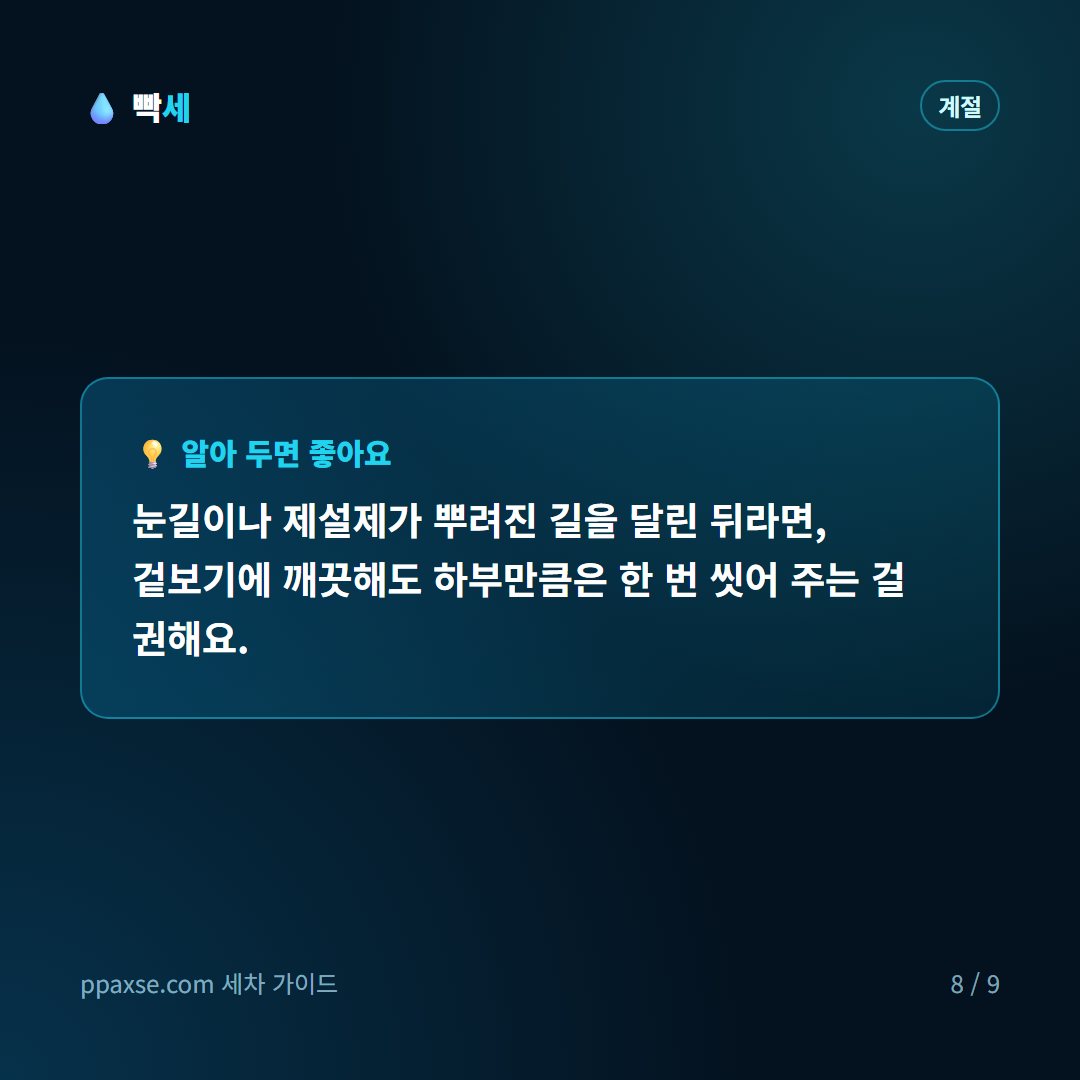 빡세
계절
알아 두면 좋아요
눈길이나 제설제가 뿌려진 길을 달린 뒤라면,
겉보기에 깨끗해도 하부만큼은 한 번 씻어 주는 걸
권해요.
ppaxse.com 세차 가이드
8 / 9